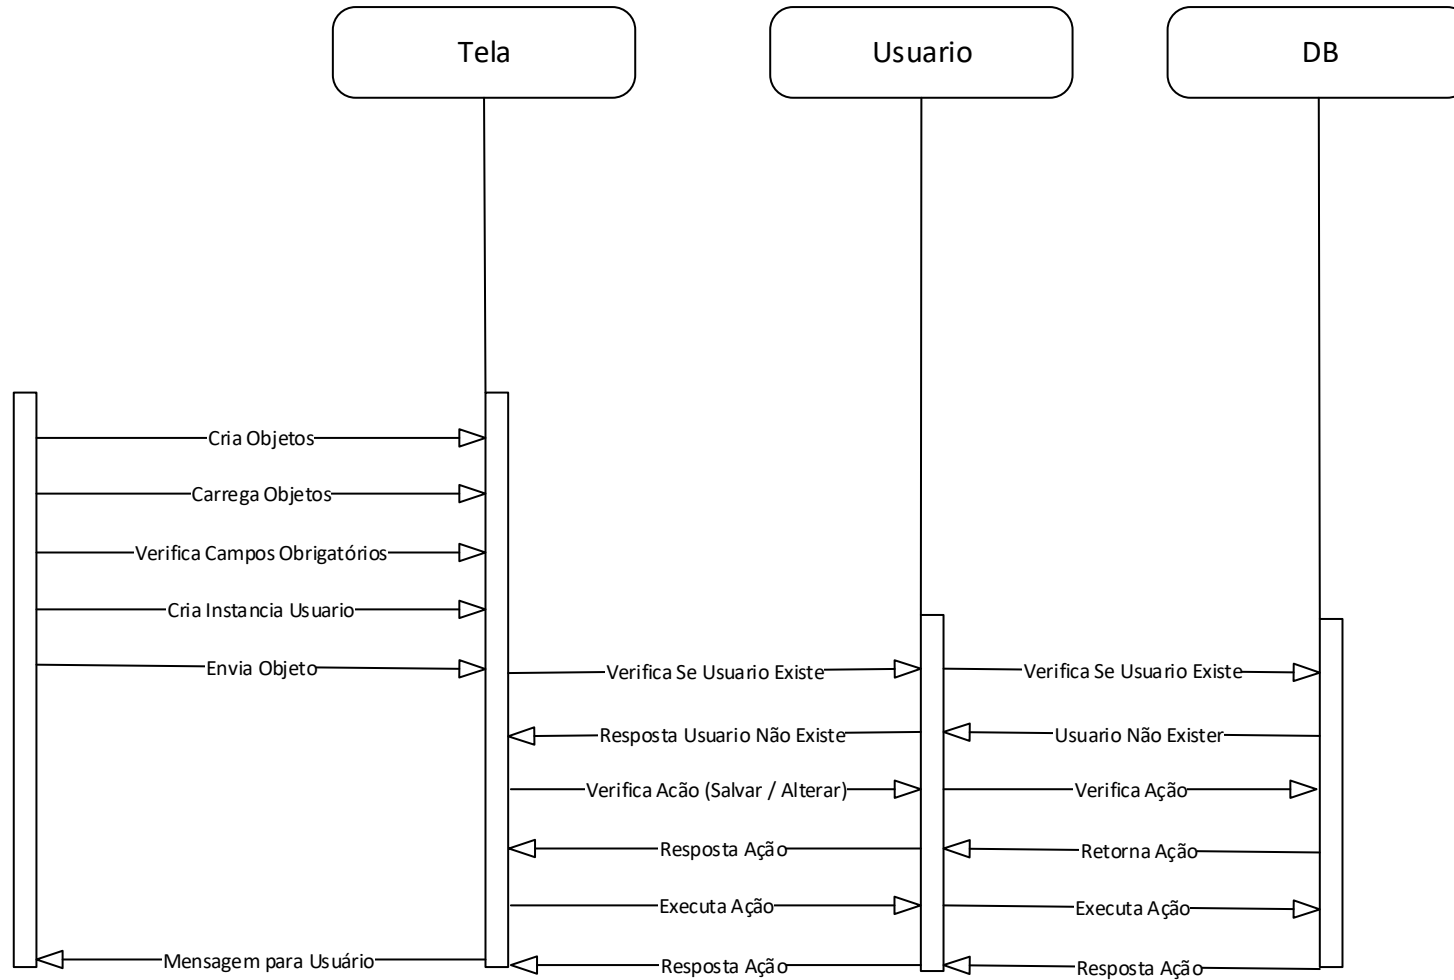 Tela
Usuario
DB
Cria Objetos
Carrega Objetos
Verifica Campos Obrigatórios
Cria Instancia Usuario
Envia Objeto
Verifica Se Usuario Existe
Verifica Se Usuario Existe
Resposta Usuario Não Existe
Usuario Não Exister
Verifica Acão (Salvar / Alterar)
Verifica Ação
Resposta Ação
Retorna Ação
Executa Ação
Executa Ação
Mensagem para Usuário
Resposta Ação
Resposta Ação